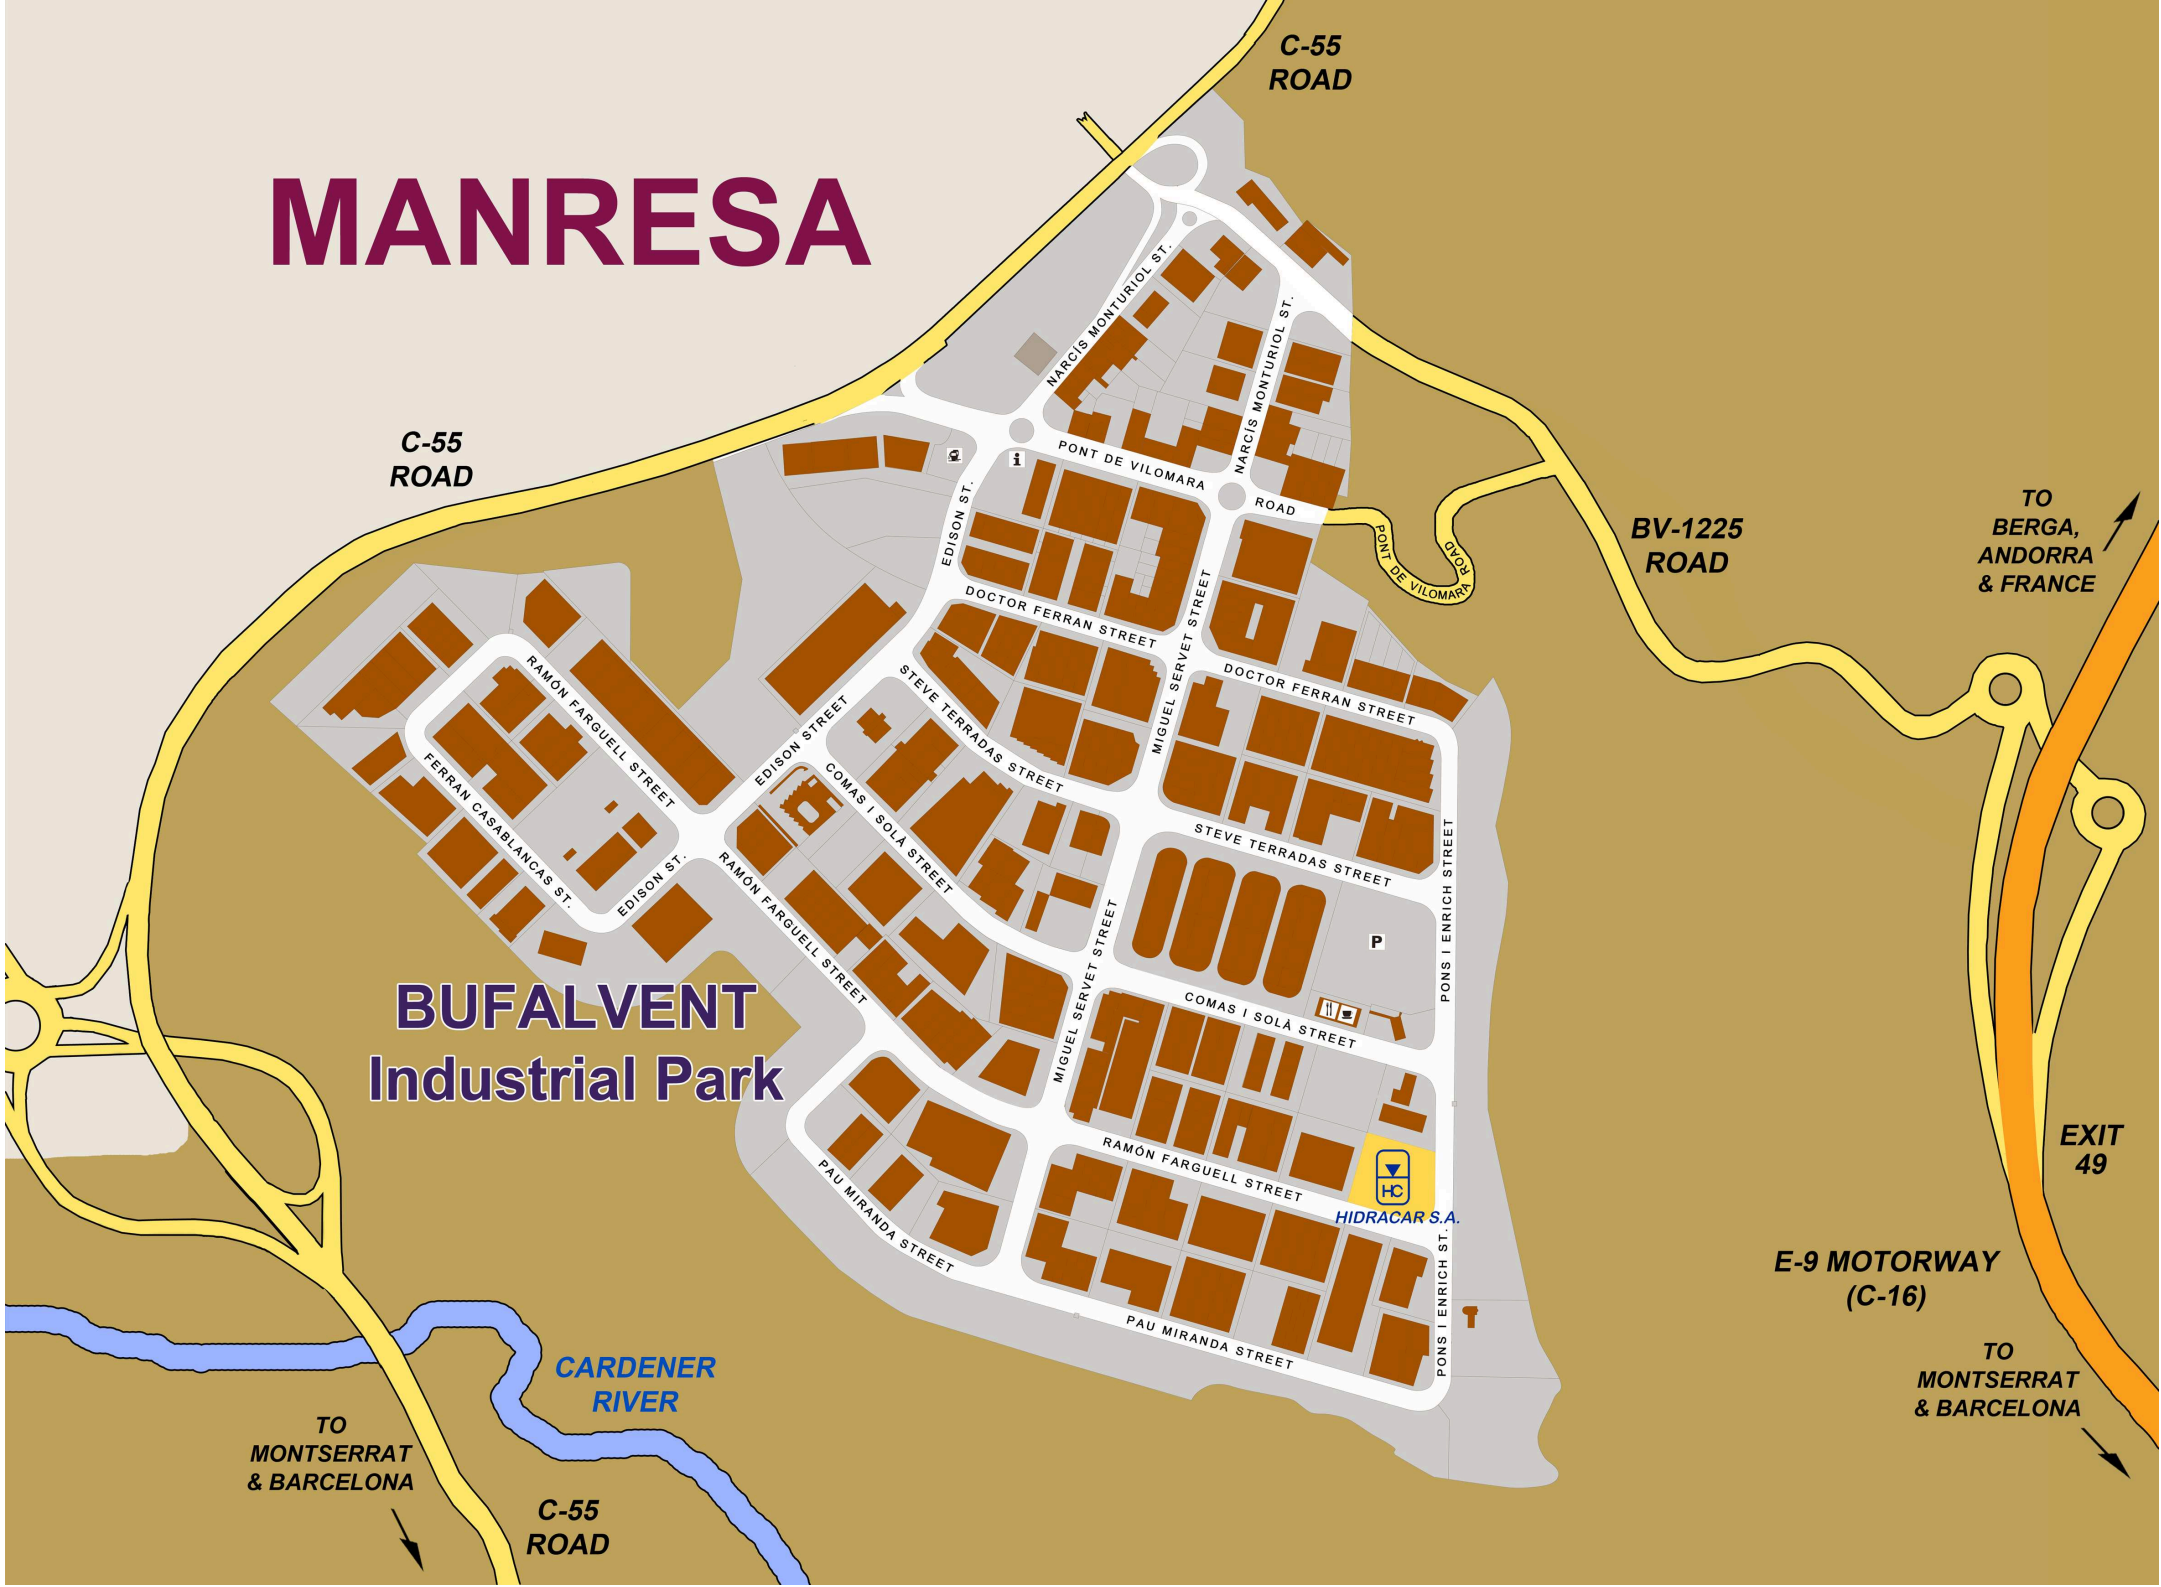 C-55
ROAD
MANRESA
C-55
ROAD
NARCÍS MONTURIOL ST.
NARCÍS MONTURIOL ST.
PONT DE VILOMARA
ROAD
PONT DE VILOMARA
ROAD
BV-1225
ROAD
TO
BERGA,
ANDORRA
& FRANCE
i
EDISON ST.
DOCTOR FERRAN STREET
DOCTOR FERRAN STREET
MIGUEL SERVET STREET
STEVE TERRADAS STREET
STEVE TERRADAS STREET
EDISON STREET
RAMÓN FARGUELL STREET
FERRAN CASABLANCAS ST.
EDISON ST.
COMAS I SOLÀ STREET
RAMÓN FARGUELL STREET
MIGUEL SERVET STREET
PONS I ENRICH STREET
P
COMAS I SOLÀ STREET
BUFALVENT
Industrial Park
RAMÓN FARGUELL STREET
HC
HIDRACAR S.A.
PAU MIRANDA STREET
PAU MIRANDA STREET
PONS I ENRICH ST.
EXIT
49
E-9 MOTORWAY
(C-16)
TO
MONTSERRAT
& BARCELONA
CARDENER
RIVER
TO
MONTSERRAT
& BARCELONA
C-55
ROAD